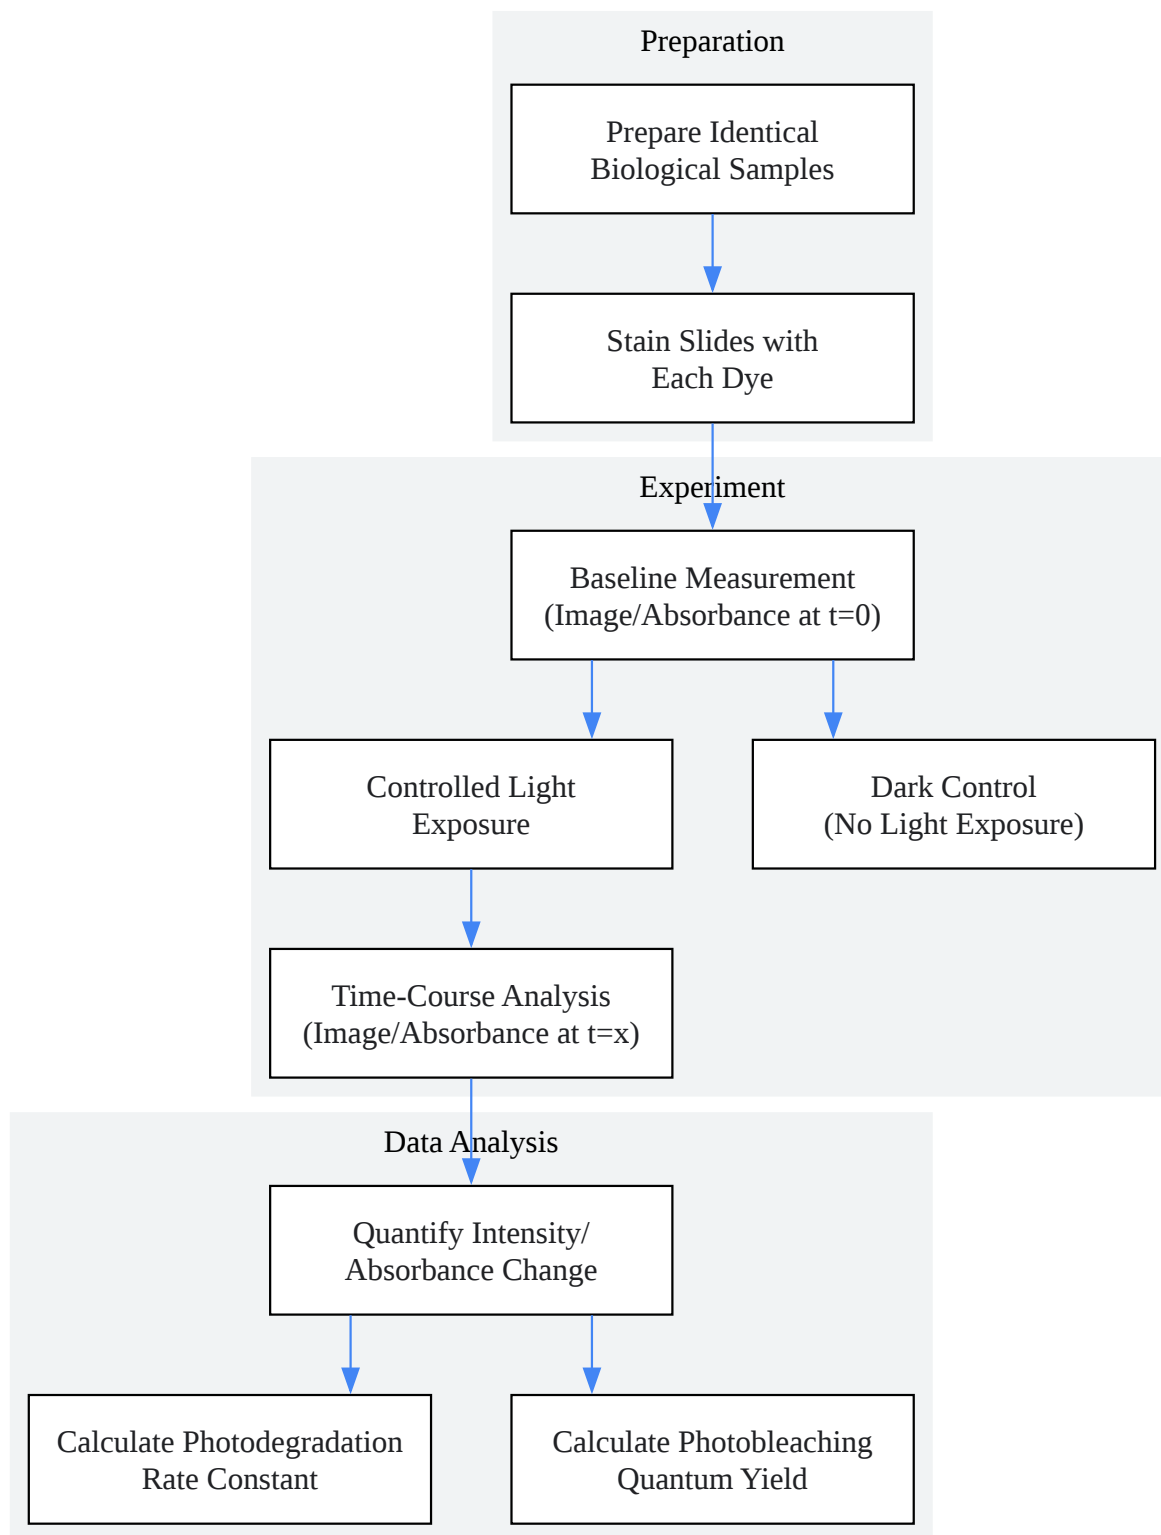 Preparation
Prepare Identical
Biological Samples
Stain Slides with
Each Dye
Experiment
Baseline Measurement
(Image/Absorbance at t=0)
Controlled Light
Exposure
Dark Control
(No Light Exposure)
Time-Course Analysis
(Image/Absorbance at t=x)
Data Analysis
Quantify Intensity/
Absorbance Change
Calculate Photodegradation
Rate Constant
Calculate Photobleaching
Quantum Yield